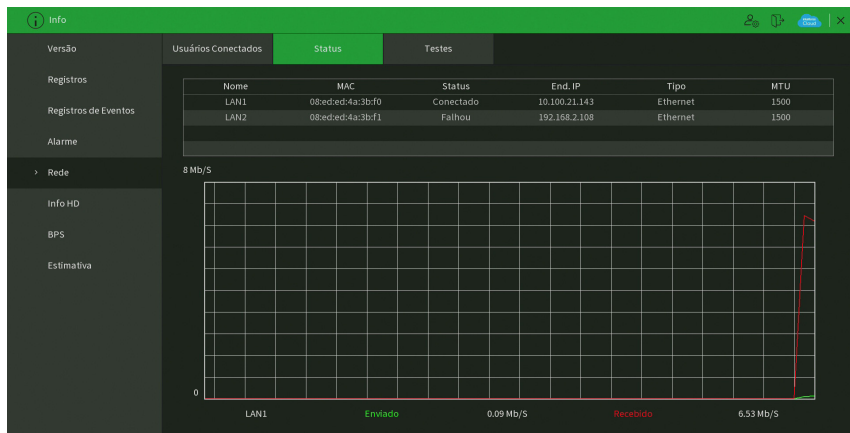 Info
Cloud
Versão
Registros
Registros de Eventos
Alarme
> Rede
Info HD
BPS
Estimativa
Usuários Conectados Status Testes
Nome MAC Status End. IP Tipo MTU
LAN1 08:ed:ed:4a:3b:f0 Conectado 10.100.21.143 Ethernet 1500
LAN2 08:ed:ed:4a:3b:f1 Falhou 192.168.2.108 Ethernet 1500
8 Mb/S
0
LAN1 Enviado 0.09 Mb/S Recebido 6.53 Mb/S